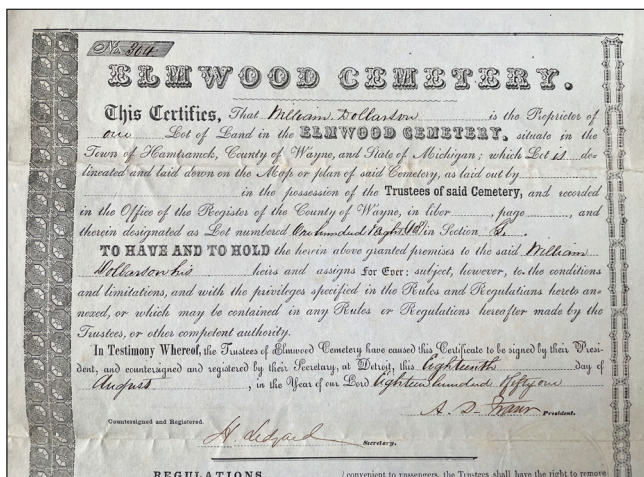 No. 304
ELMWOOD CEMETERY.
This Certifies, That William Dollarson is the Proprietor of
one Lot of Land in the ELMWOOD CEMETERY, situate in the
Town of Hamtramck, County of Wayne, and State of Michigan; which Lot is de-
lineated and laid down on the Map or plan of said Cemetery, as laid out by
in the possession of the Trustees of said Cemetery, and recorded
in the Office of the Register of the County of Wayne, in liber, page, and
therein designated as Lot numbered One hundred Eight in Section
TO HAVE AND TO HOLD the herein above granted premises to the said William
Dollarson his heirs and assigns For Ever; subject, however, to the conditions
and limitations, and with the privileges specified in the Rules and Regulations hereto an-
nexed, or which may be contained in any Rules or Regulations hereafter made by the
Trustees, or other competent authority.
In Testimony Whereof, the Trustees of Elmwood Cemetery have caused this Certificate to be signed by their Presi-
dent, and countersigned and registered by their Secretary, at Detroit, this Eighteenth day of
August, in the Year of our Lord Eighteen hundred fifty one
A. D. President.
Countersigned and Registered.
H. Ledyard Secretary.
REGULATIONS
convenient to passengers, the Trustees shall have the right to remove